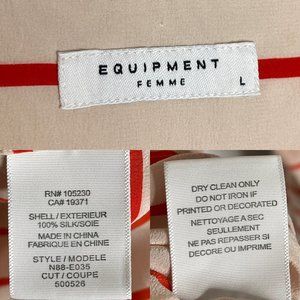 EQUIPMENT
FEMME
L
RN# 105230
CA# 19371
SHELL / EXTERIEUR
100% SILK/SOIE
MADE IN CHINA
FABRIQUE EN CHINE
STYLE / MODELE
N88-E035
CUT / COUPE
500526
DRY CLEAN ONLY
DO NOT IRON IF
PRINTED OR DECORATED
NETTOYAGE A SEC
SEULEMENT
NE PAS REPASSER SI
DECORE OU IMPRIME